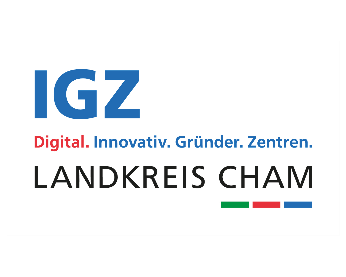 IGZ
Digital. Innovativ. Gründer. Zentren.
LANDKREIS CHAM